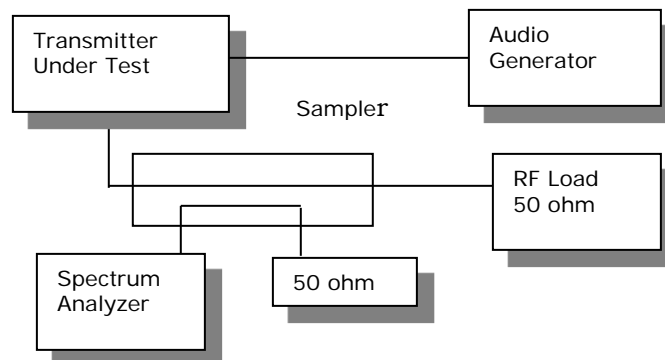 Transmitter
Under Test
Audio
Generator
Sampler
RF Load
50 ohm
Spectrum
Analyzer
50 ohm